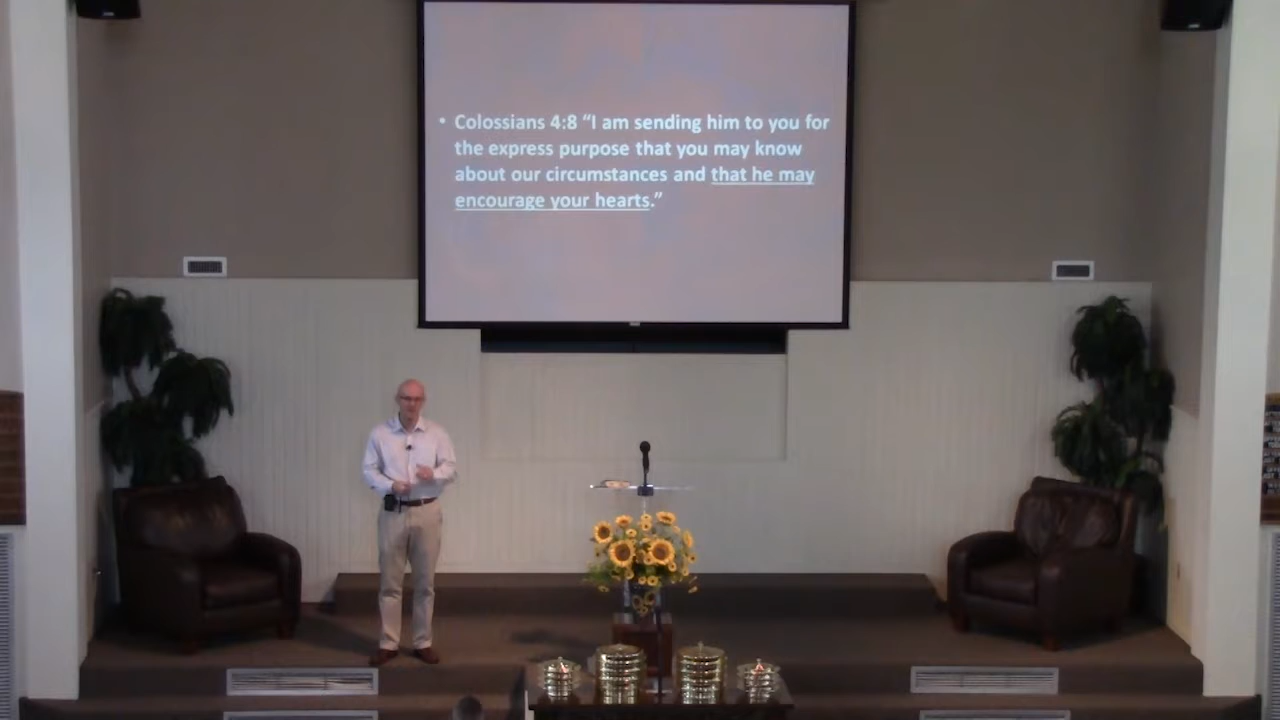 • Colossians 4:8 “I am sending him to you for
the express purpose that you may know
about our circumstances and that he may
encourage your hearts.”